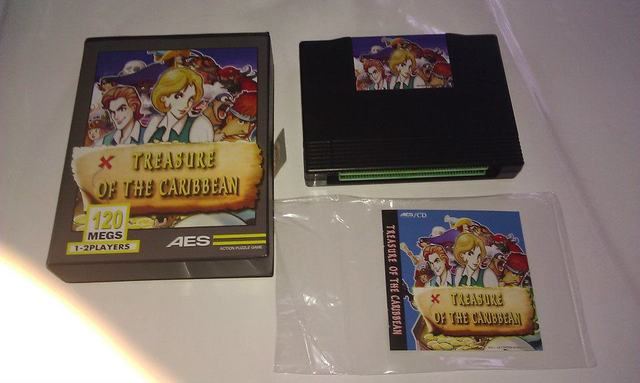 TREASURE
OF THE CARIBBEAN
120
MEGS
1-2PLAYERS
AES
ACTION PUZZLE GAME
AES/CD
TREASURE OF THE CARIBBEAN
TREASURE
OF THE CARIBBEAN